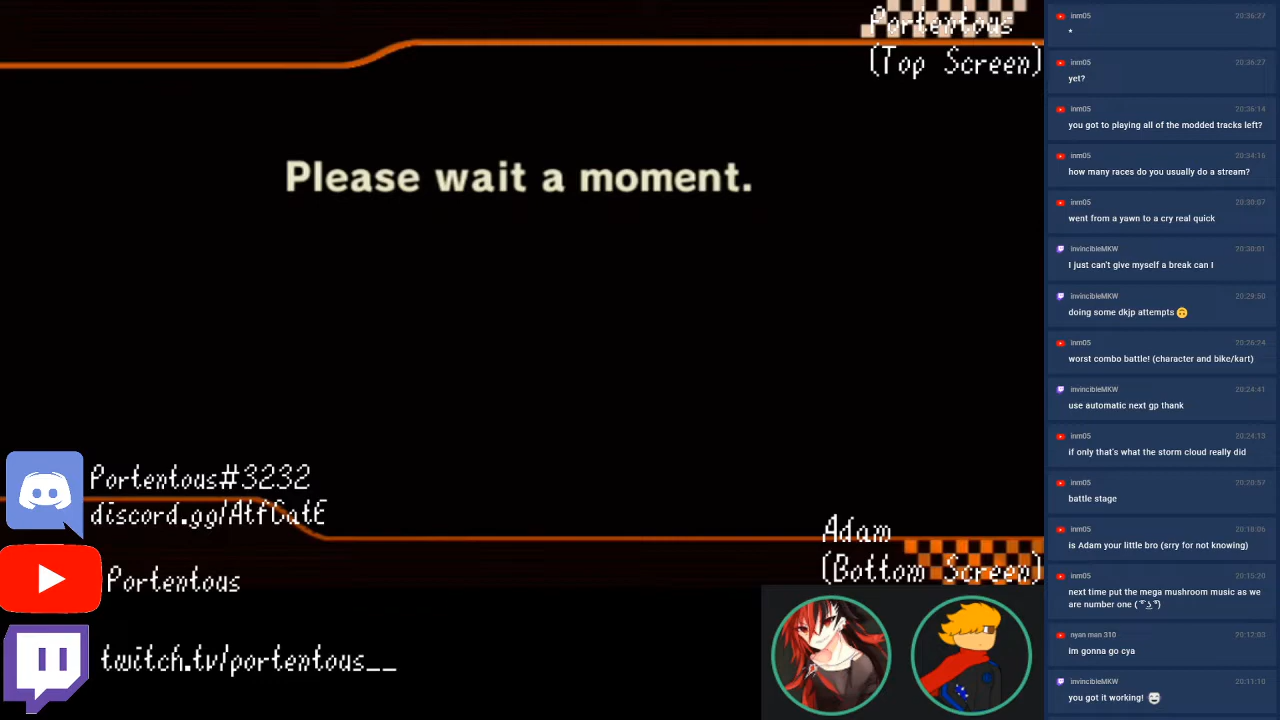 Portentous
(Top Screen)
Please wait a moment.
Portentous#3232
discord.gg/AtfCatE
Adam
(Bottom Screen)
Portentous
twitch.tv/portentous__
inm05 20:36:27
*
inm05 20:36:27
yet?
inm05 20:36:14
you got to playing all of the modded tracks left?
inm05 20:34:15
how many races do you usually do a stream?
inm05 20:30:07
went from a yawn to a cry real quick
invincibleMKW 20:30:01
I just can't give myself a break can I
invincibleMKW 20:29:50
doing some dkjp attempts 🙃
inm05 20:26:24
worst combo battle! (character and bike/kart)
invincibleMKW 20:24:41
use automatic next gp thank
inm05 20:24:13
if only that's what the storm cloud really did
inm05 20:20:57
battle stage
inm05 20:18:06
is Adam your little bro (srry for not knowing)
inm05 20:15:20
next time put the mega mushroom music as we
are number one ( ͡° ͜ʖ ͡°)
nyan man 310 20:12:03
im gonna go cya
invincibleMKW 20:11:10
you got it working!